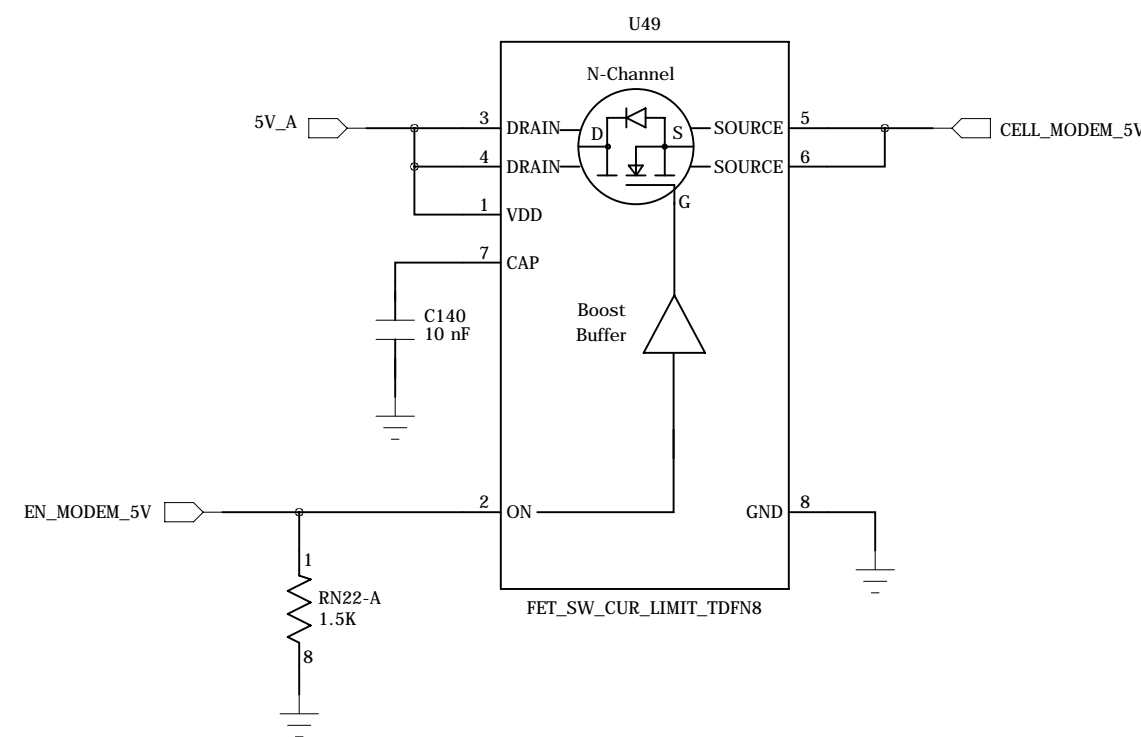 U49
N-Channel
5V_A
3
DRAIN
D
S
SOURCE
5
CELL_MODEM_5V
4
DRAIN
SOURCE
6
G
1
VDD
7
CAP
C140
10 nF
Boost
Buffer
EN_MODEM_5V
2
ON
GND
8
1
RN22-A
1.5K
8
FET_SW_CUR_LIMIT_TDFN8